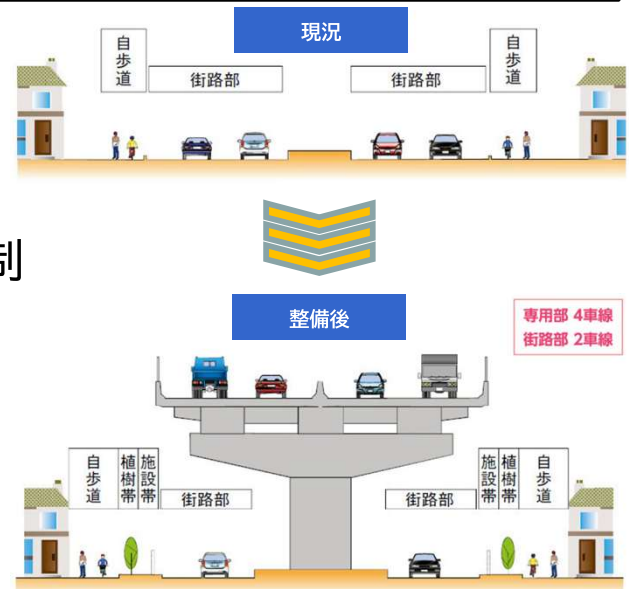 現況
自歩道
街路部
街路部
自歩道
制
整備後
専用部 4車線
街路部 2車線
自歩道
植樹帯
施設帯
街路部
街路部
施設帯
植樹帯
自歩道